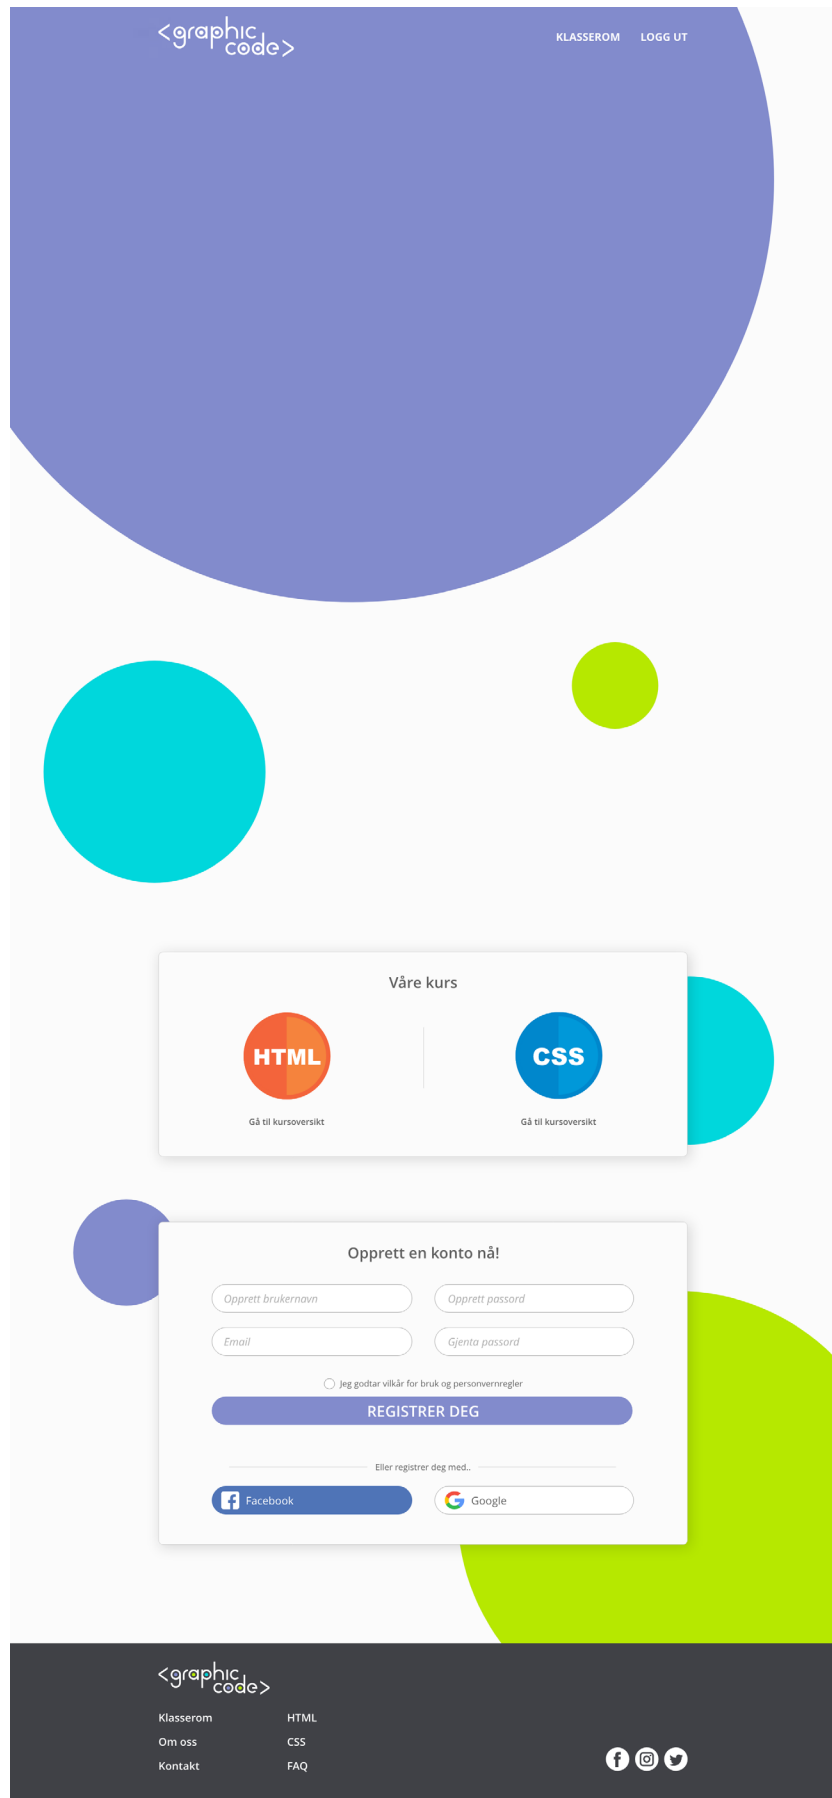 <graphic
code>
KLASSEROM LOGG UT
Våre kurs
HTML CSS
Gå til kursoversikt Gå til kursoversikt
Opprett en konto nå!
Opprett brukernavn Opprett passord
Email Gjenta passord
Jeg godtar vilkår for bruk og personvernregler
REGISTRER DEG
Eller registrer deg med..
Facebook Google
<graphic
code>
Klasserom HTML
Om oss CSS
Kontakt FAQ